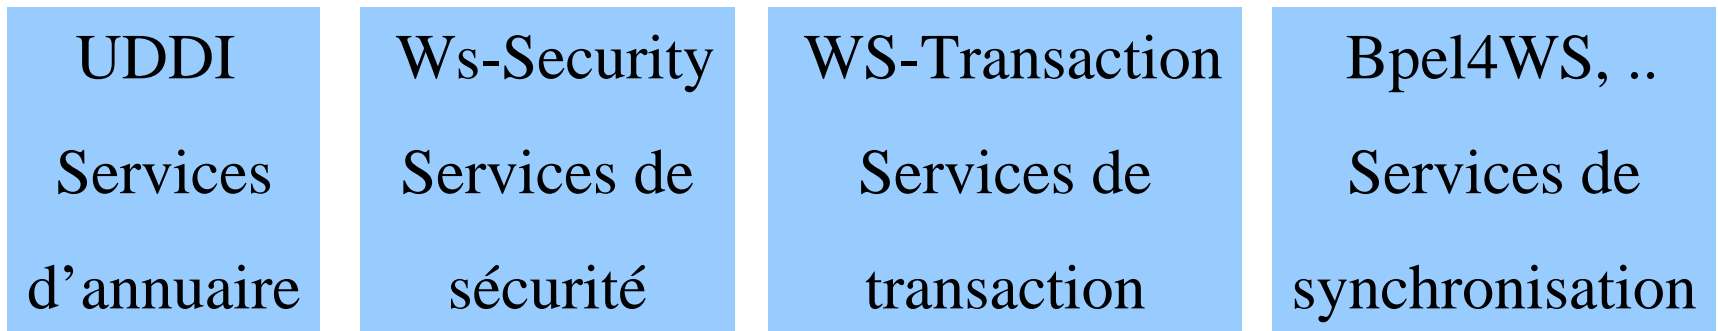 UDDI
Services
d’annuaire
Ws-Security
Services de
sécurité
WS-Transaction
Services de
transaction
Bpel4WS, ..
Services de
synchronisation